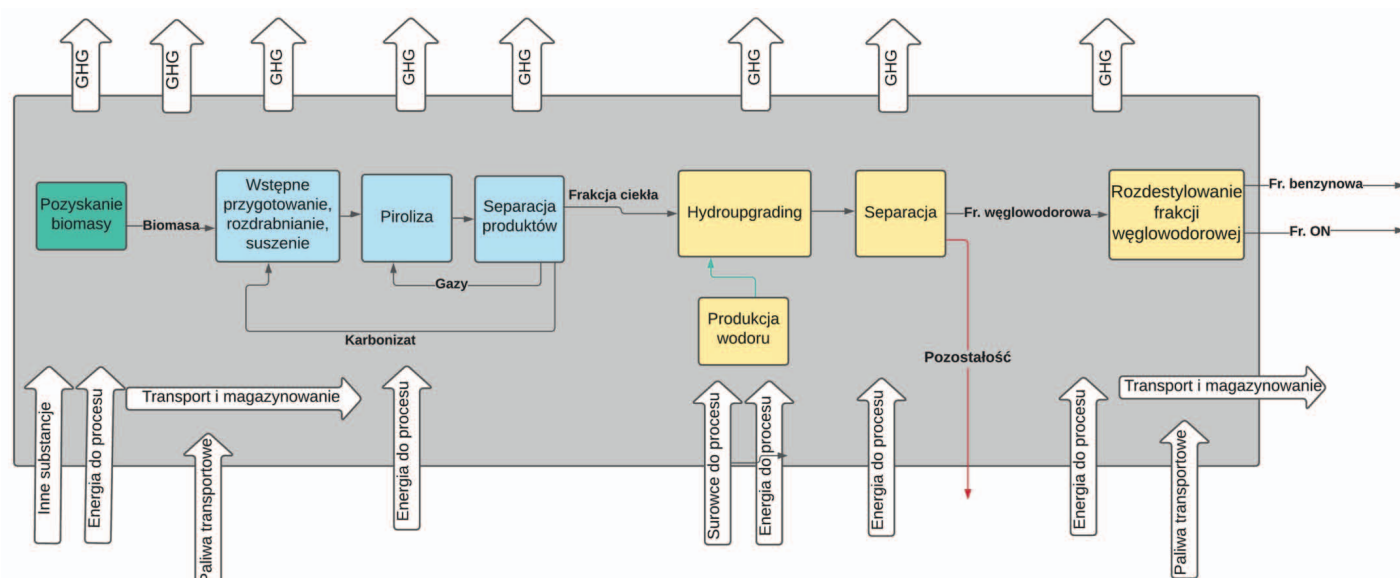 GHG
GHG
GHG
GHG
GHG
GHG
GHG
GHG
Pozyskanie
biomasy
Biomasa
Wstępne
przygotowanie,
rozdrabnianie,
suszenie
Piroliza
Separacja
produktów
Frakcja ciekła
Hydroupgrading
Separacja
Fr. węglowodorowa
Rozdestylowanie
frakcji
węglowodorowej
Fr. benzynowa
Fr. ON
Gazy
Karbonizat
Produkcja
wodoru
Pozostałość
Inne substancje
Energia do procesu
Transport i magazynowanie
Paliwa transportowe
Energia do procesu
Surowce do procesu
Energia do procesu
Energia do procesu
Energia do procesu
Transport i magazynowanie
Paliwa transportowe